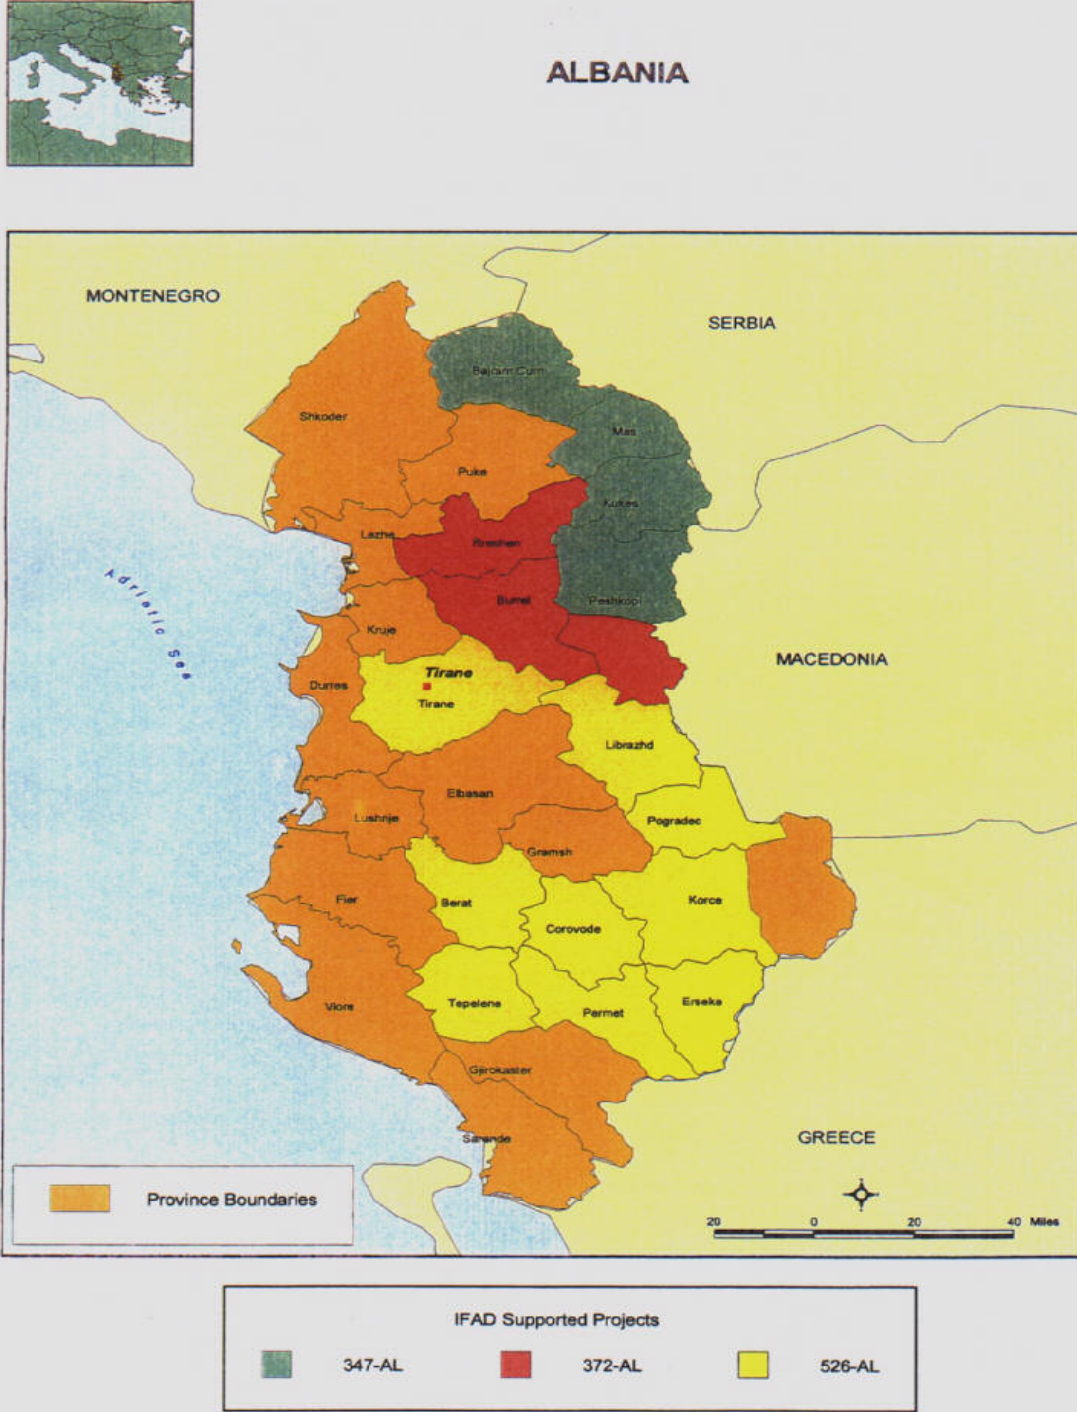 ALBANIA
MONTENEGRO
SERBIA
Bajram Curri
Shkoder
Mas
Puke
Kukes
Lezhe
Rreshen
Burrel
Peshkopi
Kruje
MACEDONIA
Adriatic Sea
Tirane
Durres
Tirane
Librazhd
Elbasan
Lushnje
Pogradec
Gramsh
Fier
Berat
Korce
Corovode
Vlore
Tepelene
Permet
Erseke
Gjirokaster
Sarande
GREECE
Province Boundaries
20 0 20 40 Miles
IFAD Supported Projects
347-AL 372-AL 526-AL